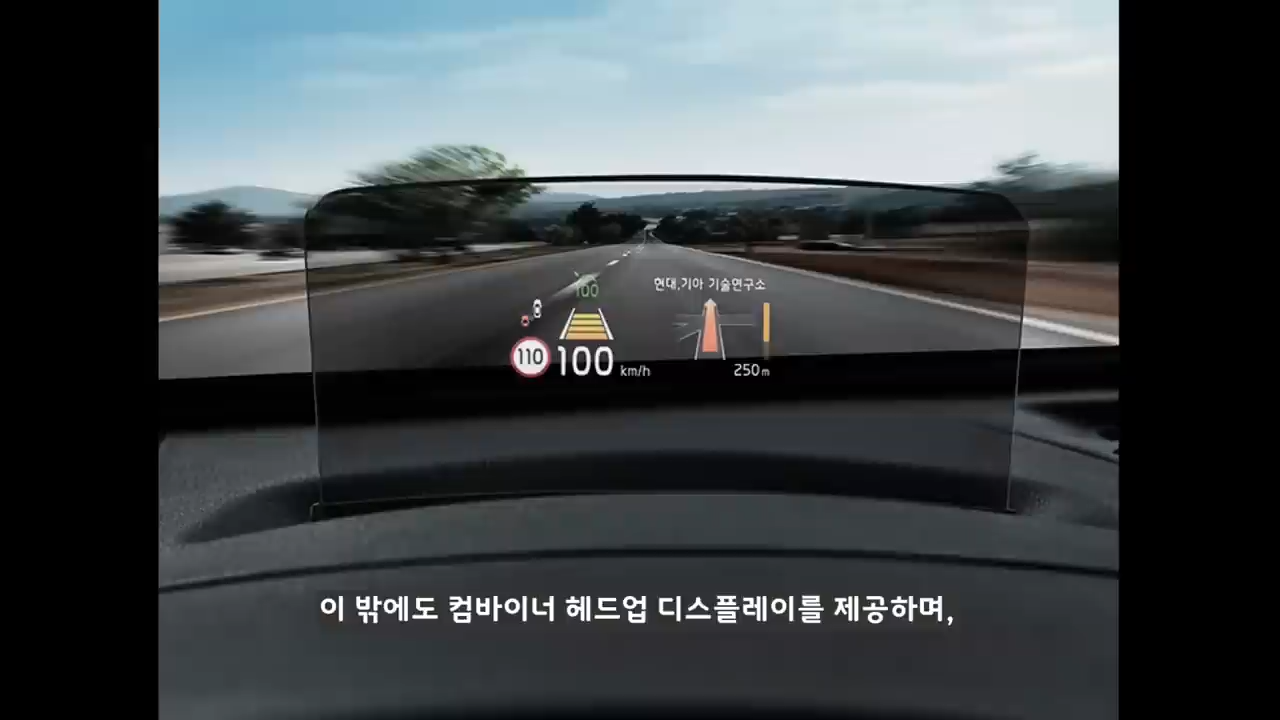 100
현대.기아 기술연구소
110
100 km/h
250m
이 밖에도 컴바이너 헤드업 디스플레이를 제공하며,